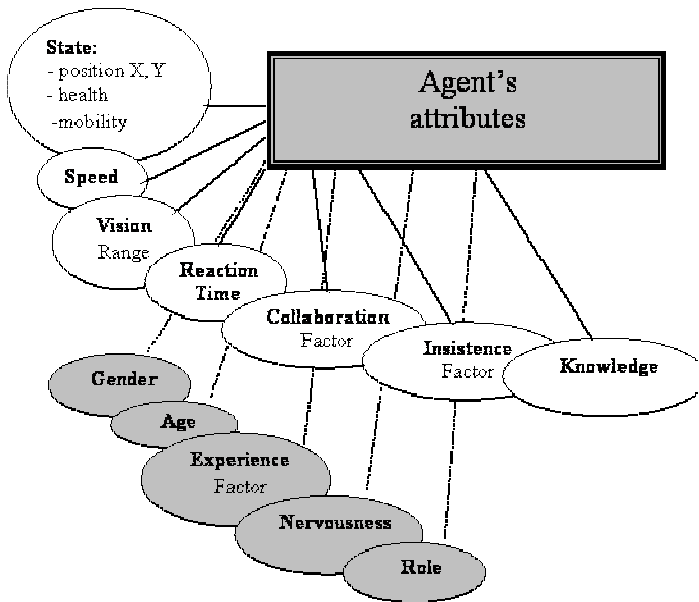 Agent's
attributes
State:
- position X, Y
- health
-mobility
Speed
Vision
Range
Reaction
Time
Collaboration
Factor
Insistence
Factor
Knowledge
Gender
Age
Experience
Factor
Nervousness
Role